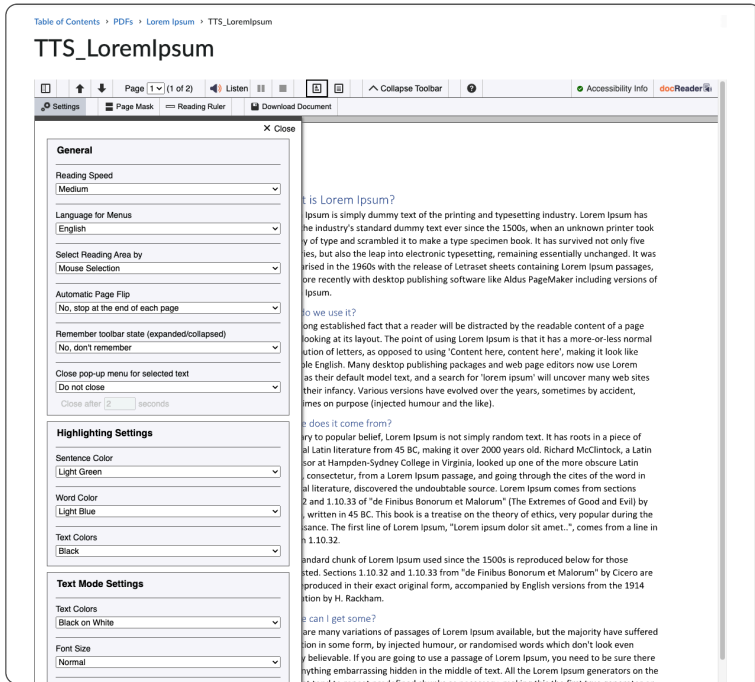 Table of Contents › PDFs › Lorem Ipsum › TTS_LoremIpsum
TTS_LoremIpsum
Page 1 (1 of 2) Listen Collapse Toolbar Accessibility Info docReader
Settings Page Mask Reading Ruler Download Document
X Close
General
Reading Speed
Medium
Language for Menus
English
Select Reading Area by
Mouse Selection
Automatic Page Flip
No, stop at the end of each page
Remember toolbar state (expanded/collapsed)
No, don't remember
Close pop-up menu for selected text
Do not close
Close after 2 seconds
Highlighting Settings
Sentence Color
Light Green
Word Color
Light Blue
Text Colors
Black
Text Mode Settings
Text Colors
Black on White
Font Size
Normal
t is Lorem Ipsum?
Ipsum is simply dummy text of the printing and typesetting industry. Lorem Ipsum has
he industry's standard dummy text ever since the 1500s, when an unknown printer took
y of type and scrambled it to make a type specimen book. It has survived not only five
ies, but also the leap into electronic typesetting, remaining essentially unchanged. It was
arised in the 1960s with the release of Letraset sheets containing Lorem Ipsum passages,
ore recently with desktop publishing software like Aldus PageMaker including versions of
Ipsum.
do we use it?
ong established fact that a reader will be distracted by the readable content of a page
looking at its layout. The point of using Lorem Ipsum is that it has a more-or-less normal
ution of letters, as opposed to using 'Content here, content here', making it look like
ble English. Many desktop publishing packages and web page editors now use Lorem
as their default model text, and a search for 'lorem ipsum' will uncover many web sites
their infancy. Various versions have evolved over the years, sometimes by accident,
imes on purpose (injected humour and the like).
e does it come from?
ry to popular belief, Lorem Ipsum is not simply random text. It has roots in a piece of
al Latin literature from 45 BC, making it over 2000 years old. Richard McClintock, a Latin
sor at Hampden-Sydney College in Virginia, looked up one of the more obscure Latin
, consectetur, from a Lorem Ipsum passage, and going through the cites of the word in
al literature, discovered the undoubtable source. Lorem Ipsum comes from sections
2 and 1.10.33 of "de Finibus Bonorum et Malorum" (The Extremes of Good and Evil) by
, written in 45 BC. This book is a treatise on the theory of ethics, very popular during the
ssance. The first line of Lorem Ipsum, "Lorem ipsum dolor sit amet..", comes from a line in
n 1.10.32.
andard chunk of Lorem Ipsum used since the 1500s is reproduced below for those
sted. Sections 1.10.32 and 1.10.33 from "de Finibus Bonorum et Malorum" by Cicero are
eproduced in their exact original form, accompanied by English versions from the 1914
ation by H. Rackham.
e can I get some?
are many variations of passages of Lorem Ipsum available, but the majority have suffered
tion in some form, by injected humour, or randomised words which don't look even
y believable. If you are going to use a passage of Lorem Ipsum, you need to be sure there
nything embarrassing hidden in the middle of text. All the Lorem Ipsum generators on the